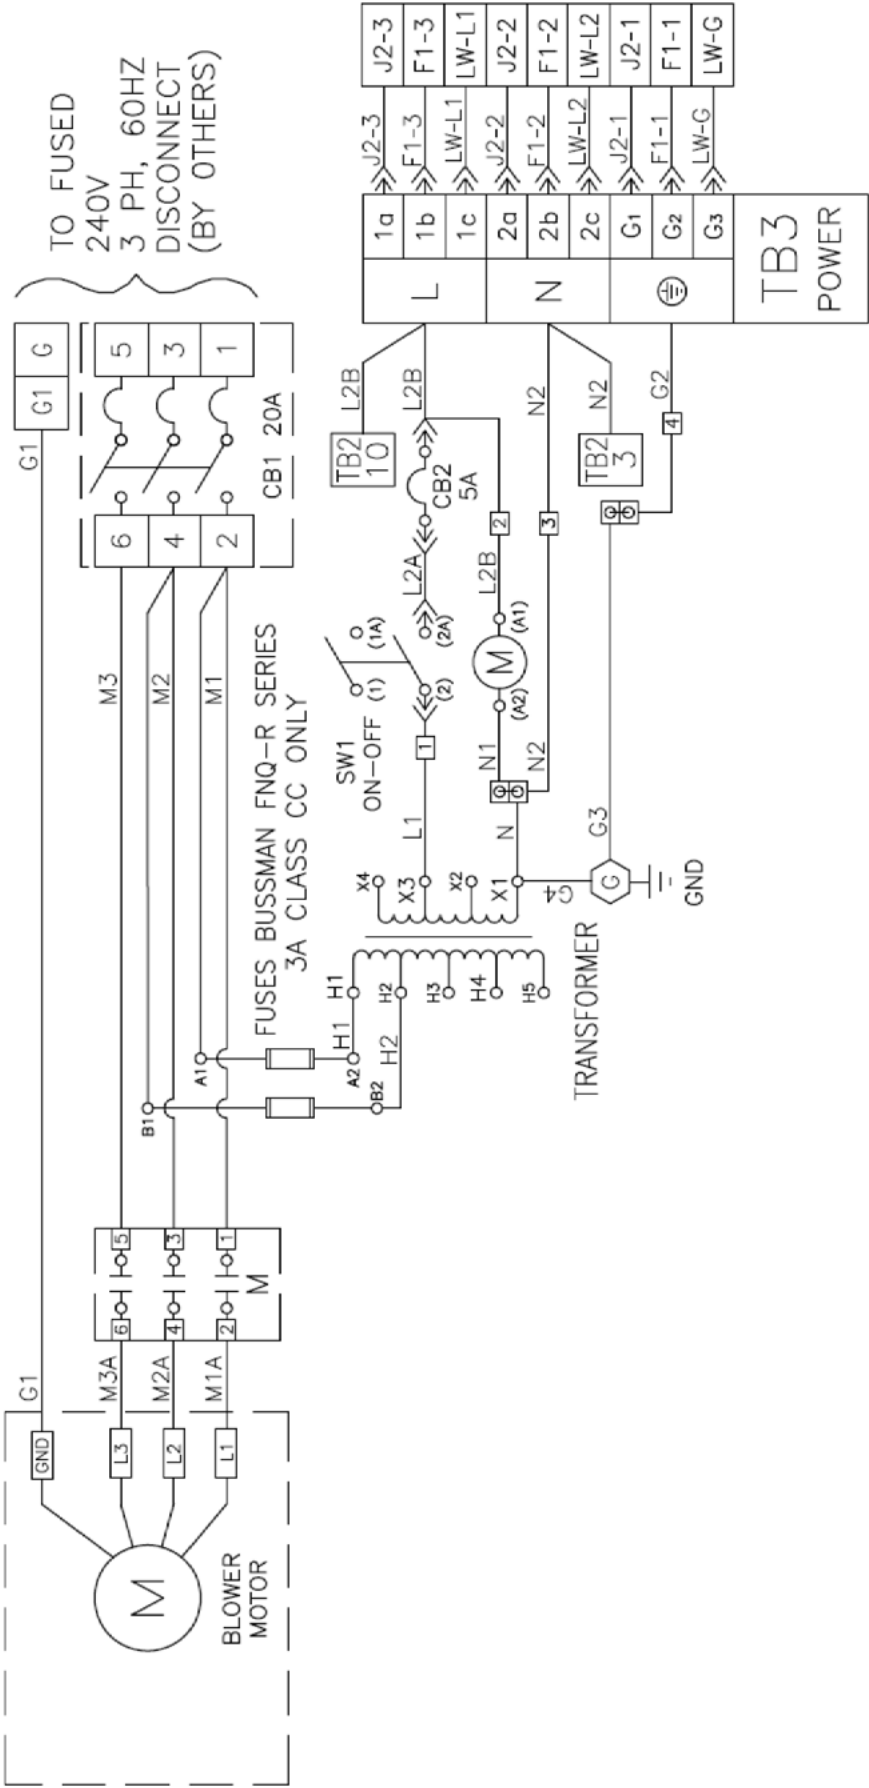 TO FUSED
240V
3 PH, 60HZ
DISCONNECT
(BY OTHERS)
G
G1
G1
5
3
1
6
4
2
CB1 20A
M3
M2
M1
FUSES BUSSMAN FNQ-R SERIES
3A CLASS CC ONLY
A1
B1
A2
B2
H1
H2
H1
H2
H3
H4
H5
TRANSFORMER
X4
X3
X2
X1
L1
N
G4
G
GND
G3
SW1
ON-OFF
1
(1)
(1A)
(2)
(2A)
L2A
CB2
5A
N1
N2
M
(A2)
(A1)
L2B
2
3
TB2
10
L2B
L2B
N2
N2
TB2
3
4
G2
L
N
1a
1b
1c
2a
2b
2c
G1
G2
G3
TB3
POWER
J2-3
F1-3
LW-L1
J2-2
F1-2
LW-L2
J2-1
F1-1
LW-G
J2-3
F1-3
LW-L1
J2-2
F1-2
LW-L2
J2-1
F1-1
LW-G
5
3
1
6
4
2
M
G1
M3A
M2A
M1A
GND
L3
L2
L1
M
BLOWER
MOTOR